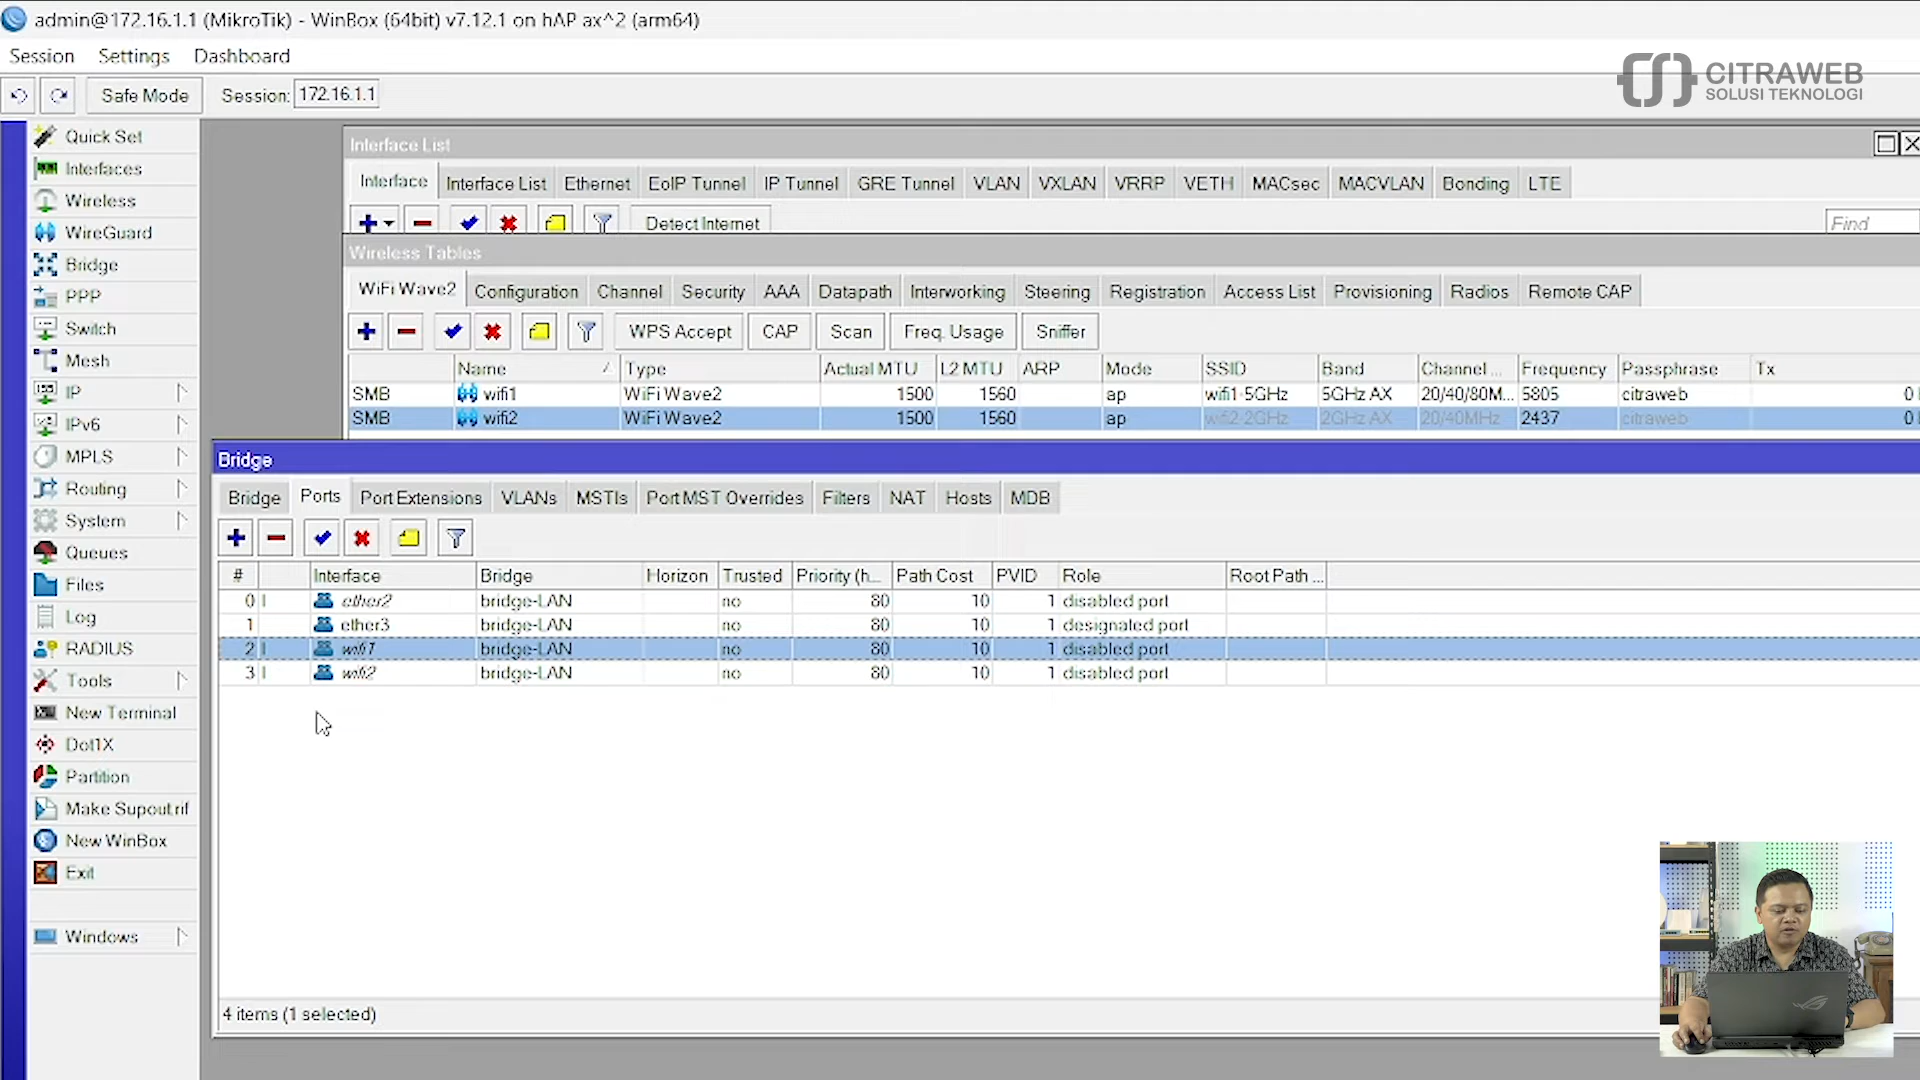 admin@172.16.1.1 (MikroTik) - WinBox (64bit) v7.12.1 on hAP ax^2 (arm64)
Session Settings Dashboard
Safe Mode Session: 172.16.1.1
CITRAWEB
SOLUSI TEKNOLOGI
Quick Set
Interfaces
Wireless
WireGuard
Bridge
PPP
Switch
Mesh
IP
IPv6
MPLS
Routing
System
Queues
Files
Log
RADIUS
Tools
New Terminal
Dot1X
Partition
Make Supout.rif
New WinBox
Exit
Windows
Interface List
Interface Interface List Ethernet EoIP Tunnel IP Tunnel GRE Tunnel VLAN VXLAN VRRP VETH MACsec MACVLAN Bonding LTE
Detect Internet Find
Wireless Tables
WiFi Wave2 Configuration Channel Security AAA Datapath Interworking Steering Registration Access List Provisioning Radios Remote CAP
WPS Accept CAP Scan Freq. Usage Sniffer
Name Type Actual MTU L2 MTU ARP Mode SSID Band Channel ... Frequency Passphrase Tx
SMB wifi1 WiFi Wave2 1500 1560 ap wifi1-5GHz 5GHz AX 20/40/80M... 5805 citraweb 0
SMB wifi2 WiFi Wave2 1500 1560 ap wifi2-2GHz 2GHz AX 20/40MHz 2437 citraweb 0
Bridge
Bridge Ports Port Extensions VLANs MSTIs Port MST Overrides Filters NAT Hosts MDB
# Interface Bridge Horizon Trusted Priority (h... Path Cost PVID Role Root Path ...
0 I ether2 bridge-LAN no 80 10 1 disabled port
1 ether3 bridge-LAN no 80 10 1 designated port
2 I wifi1 bridge-LAN no 80 10 1 disabled port
3 I wifi2 bridge-LAN no 80 10 1 disabled port
4 items (1 selected)